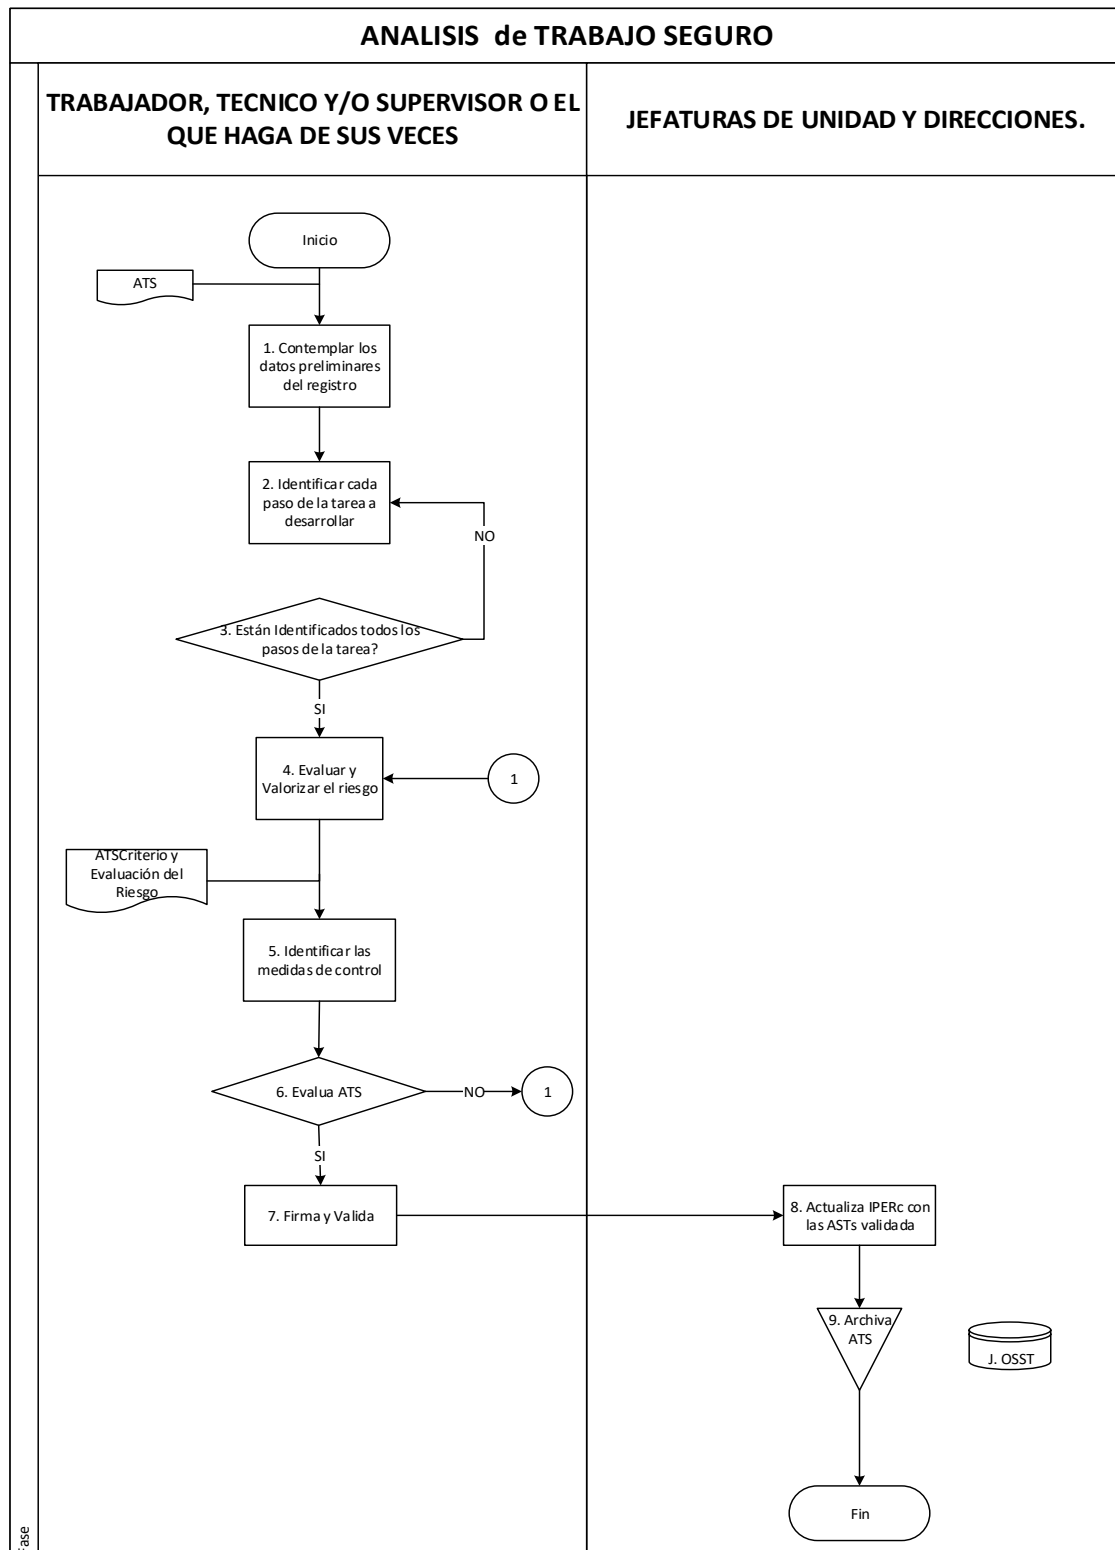 ANALISIS de TRABAJO SEGURO
TRABAJADOR, TECNICO Y/O SUPERVISOR O EL
QUE HAGA DE SUS VECES
JEFATURAS DE UNIDAD Y DIRECCIONES.
Inicio
ATS
1. Contemplar los
datos preliminares
del registro
2. Identificar cada
paso de la tarea a
desarrollar
NO
3. Están Identificados todos los
pasos de la tarea?
SI
4. Evaluar y
Valorizar el riesgo
1
ATSCriterio y
Evaluación del
Riesgo
5. Identificar las
medidas de control
6. Evalua ATS
NO
1
SI
7. Firma y Valida
8. Actualiza IPERc con
las ASTs validada
9. Archiva
ATS
J. OSST
Fin